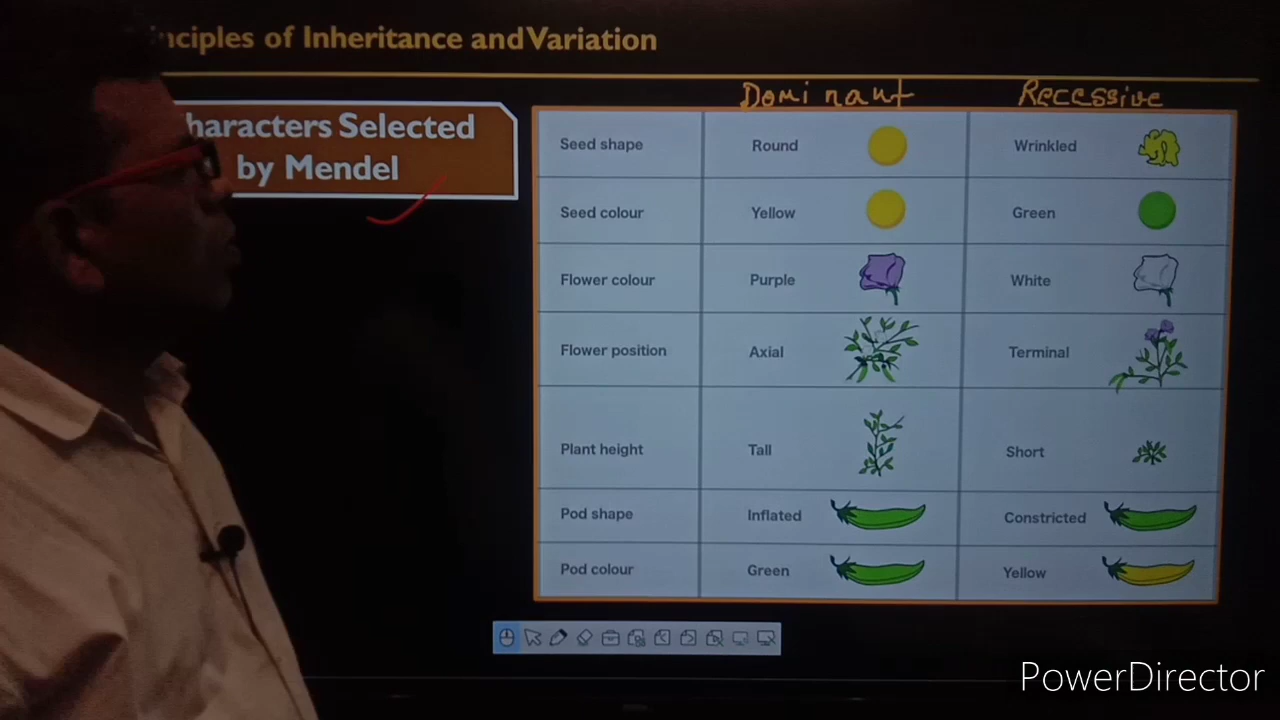 inciples of Inheritance and Variation
haracters Selected
by Mendel
Dominant Recessive
Seed shape Round Wrinkled
Seed colour Yellow Green
Flower colour Purple White
Flower position Axial Terminal
Plant height Tall Short
Pod shape Inflated Constricted
Pod colour Green Yellow
PowerDirector